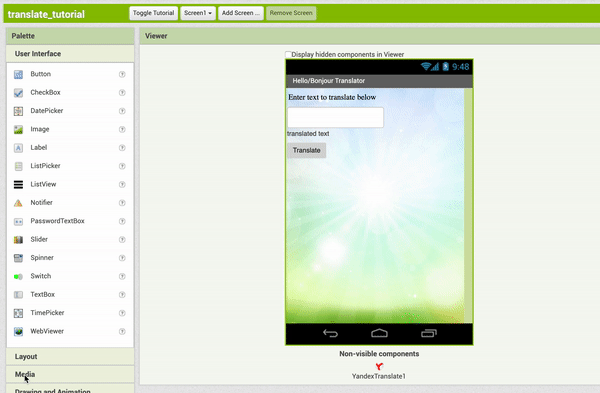 translate_tutorial
Toggle Tutorial
Screen1
Add Screen ...
Remove Screen
Palette
User Interface
Button
CheckBox
DatePicker
Image
Label
ListPicker
ListView
Notifier
PasswordTextBox
Slider
Spinner
Switch
TextBox
TimePicker
WebViewer
Layout
Media
Drawing and Animation
Viewer
Display hidden components in Viewer
9:48
Hello/Bonjour Translator
Enter text to translate below
translated text
Translate
Non-visible components
YandexTranslate1